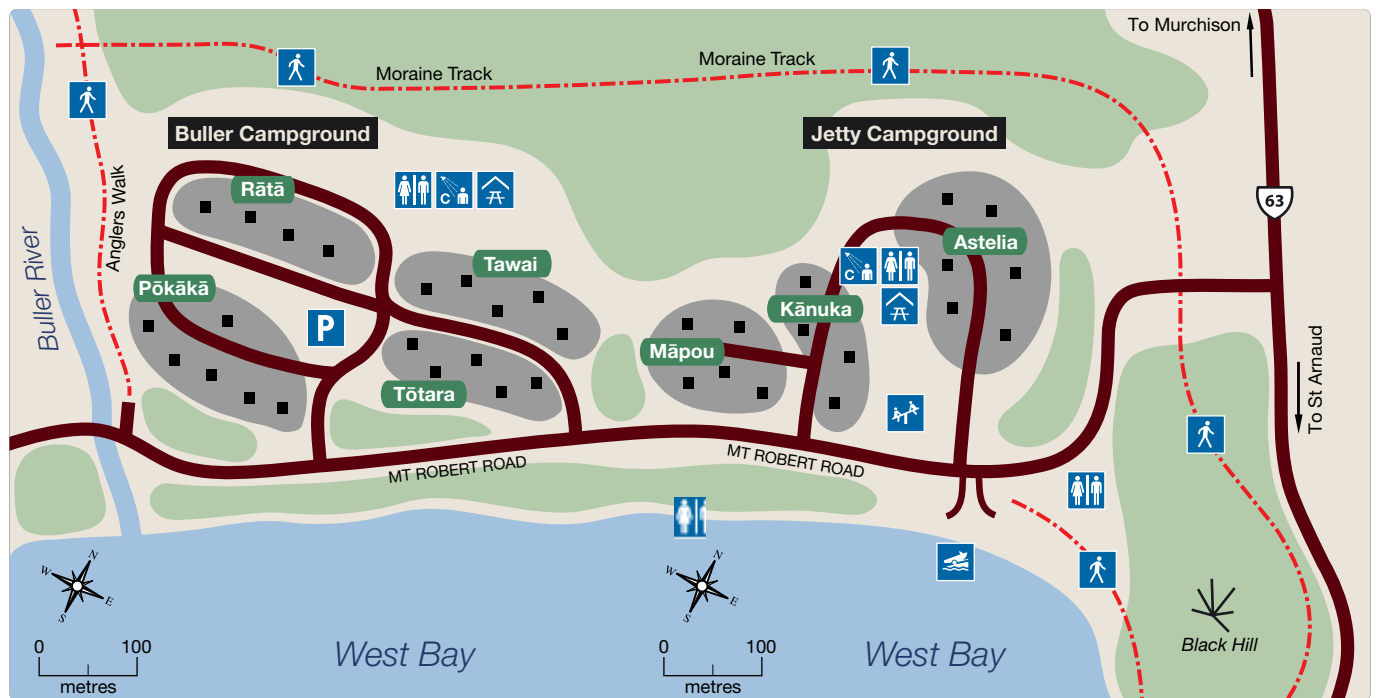 To Murchison
Moraine Track
Moraine Track
Buller Campground
Jetty Campground
Rātā
C
63
Anglers Walk
Astelia
Buller River
Tawai
C
Pōkākā
Kānuka
P
Māpou
Tōtara
To St Arnaud
MT ROBERT ROAD
MT ROBERT ROAD
N
W
E
S
N
W
E
S
0 100
metres
West Bay
0 100
metres
West Bay
Black Hill